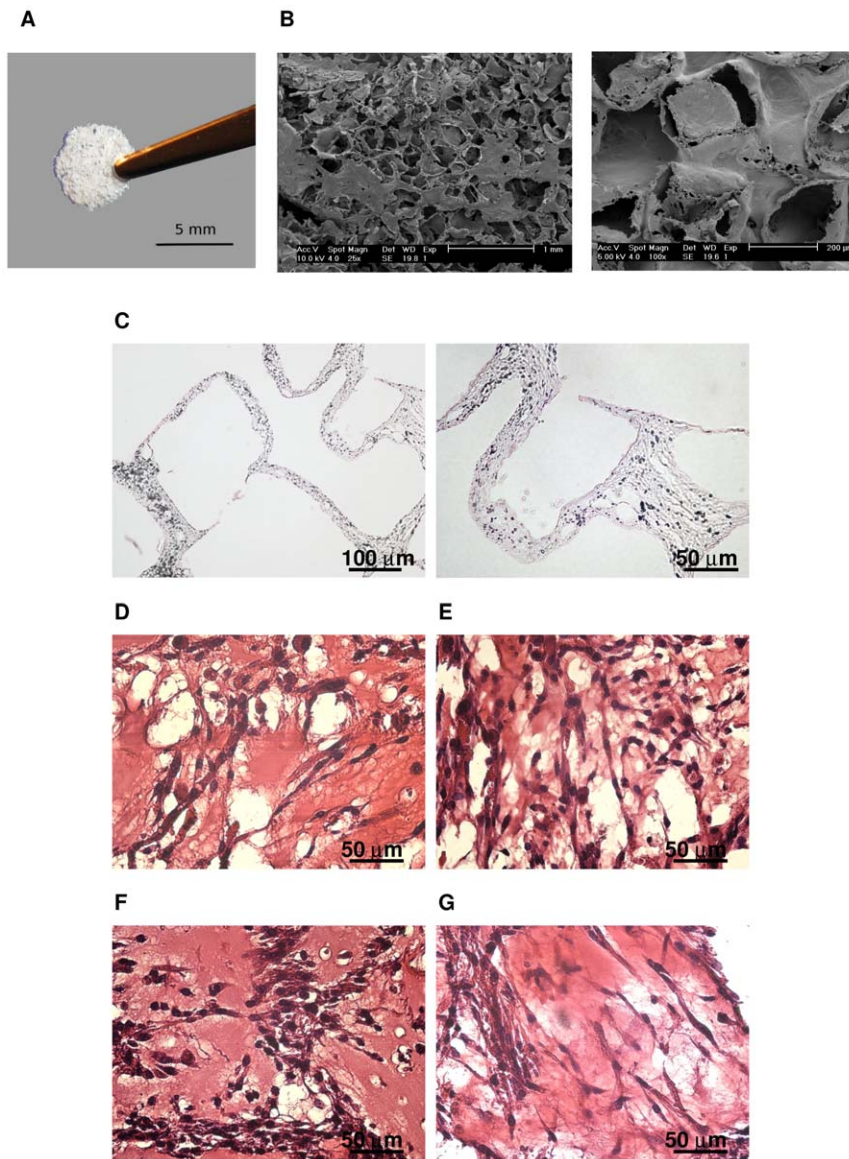 A
B
5 mm
Acc.V Spot Magn Det WD Exp
10.0 kV 4.0 25x SE 19.8 1
1 mm
Acc.V Spot Magn Det WD Exp
5.00 kV 4.0 100x SE 19.6 1
200 µm
C
100 µm
50 µm
D
E
50 µm
50 µm
F
G
50 µm
50 µm